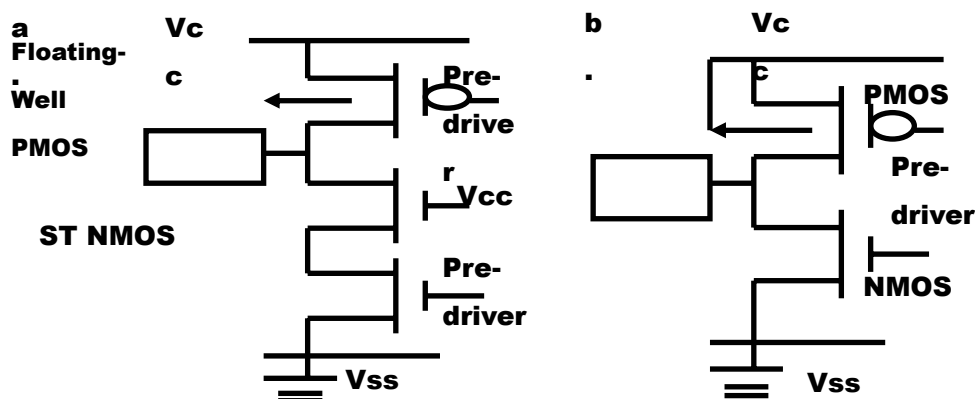 a
.
Vc
c
Floating-
Well
PMOS
Pre-
drive
r
Vcc
ST NMOS
Pre-
driver
Vss
b
.
Vc
c
PMOS
Pre-
driver
NMOS
Vss